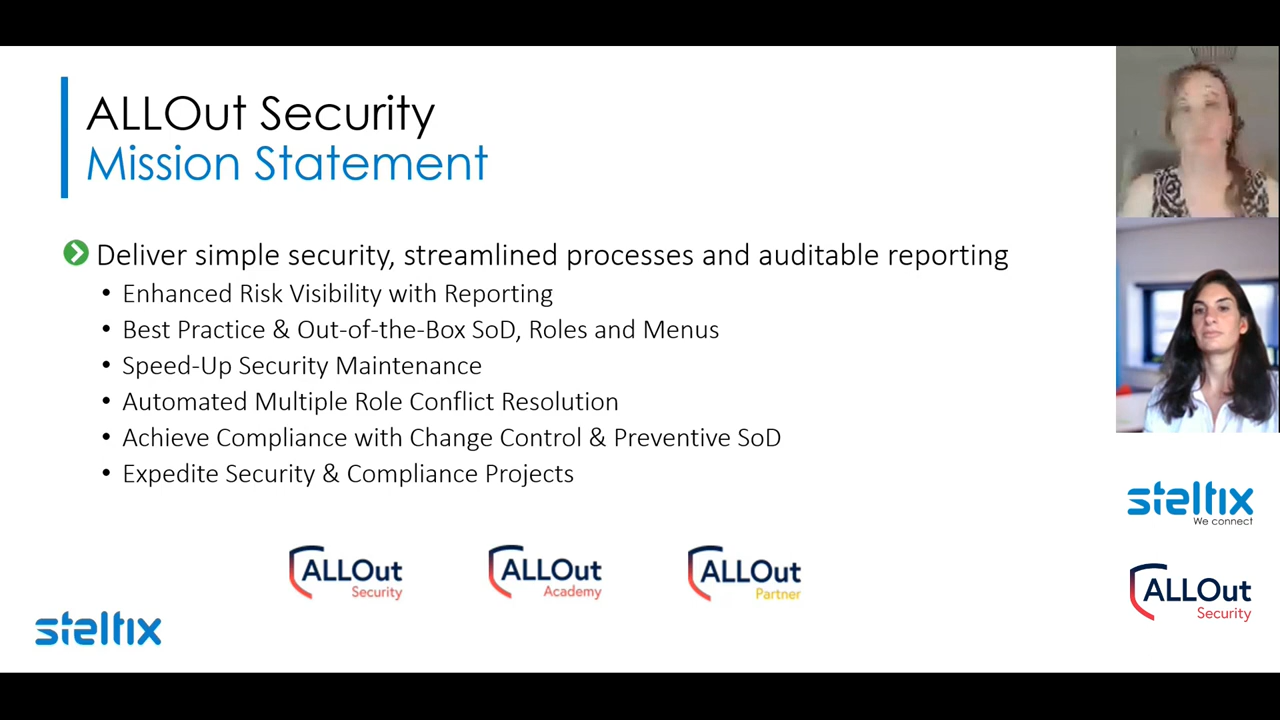 ALLOut Security
Mission Statement
Deliver simple security, streamlined processes and auditable reporting
• Enhanced Risk Visibility with Reporting
• Best Practice & Out-of-the-Box SoD, Roles and Menus
• Speed-Up Security Maintenance
• Automated Multiple Role Conflict Resolution
• Achieve Compliance with Change Control & Preventive SoD
• Expedite Security & Compliance Projects
ALLOut
Security
ALLOut
Academy
ALLOut
Partner
steltix
steltix
We connect
ALLOut
Security